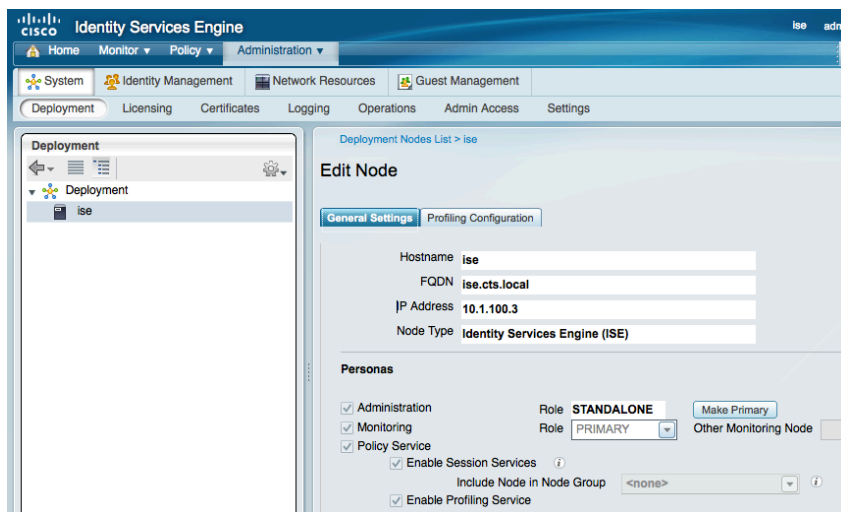 cisco Identity Services Engine ise adn
Home Monitor Policy Administration
System Identity Management Network Resources Guest Management
Deployment Licensing Certificates Logging Operations Admin Access Settings
Deployment
Deployment
ise
Deployment Nodes List > ise
Edit Node
General Settings Profiling Configuration
Hostname ise
FQDN ise.cts.local
IP Address 10.1.100.3
Node Type Identity Services Engine (ISE)
Personas
Administration Role STANDALONE Make Primary
Monitoring Role PRIMARY Other Monitoring Node
Policy Service
Enable Session Services i
Include Node in Node Group <none> i
Enable Profiling Service